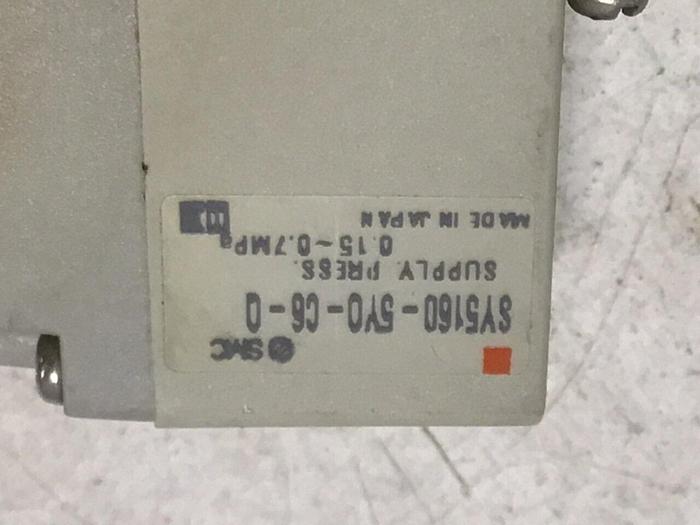 SMC
SY5160-5YO-C6-Q
SUPPLY PRESS.
0.15~0.7MPa
MADE IN JAPAN